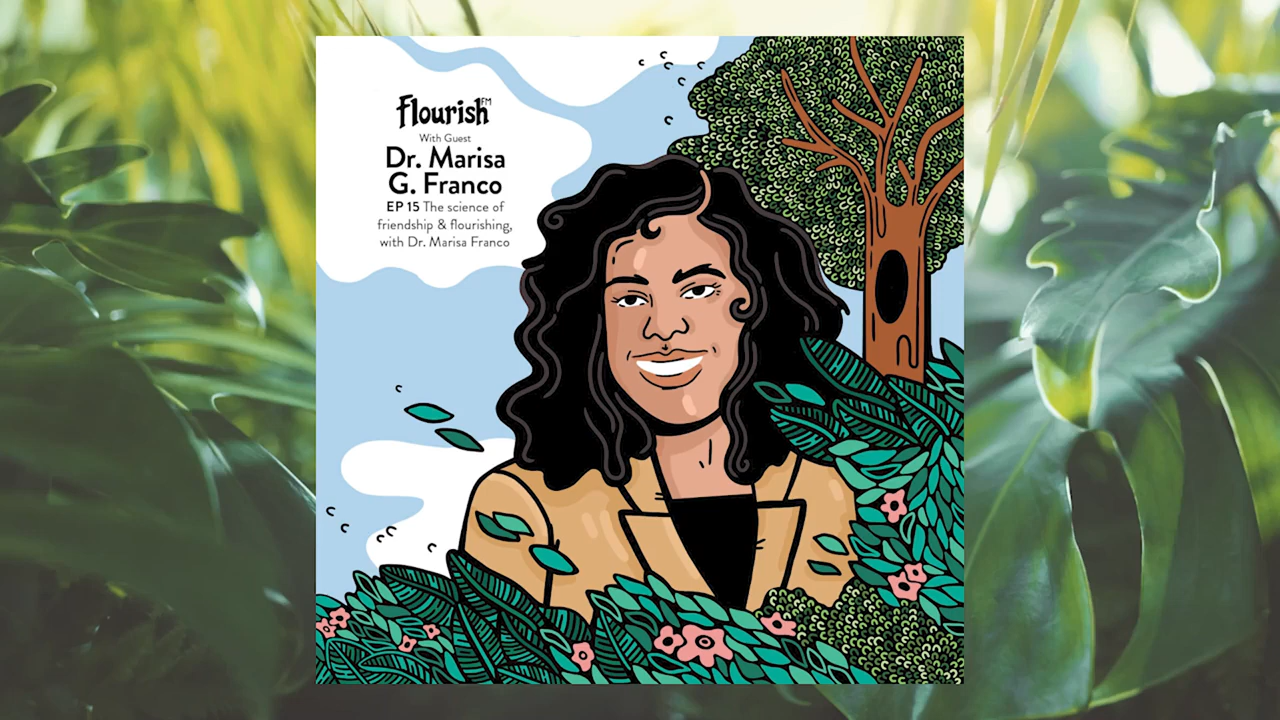 flourish FM
With Guest
Dr. Marisa
G. Franco
EP 15 The science of
friendship & flourishing,
with Dr. Marisa Franco